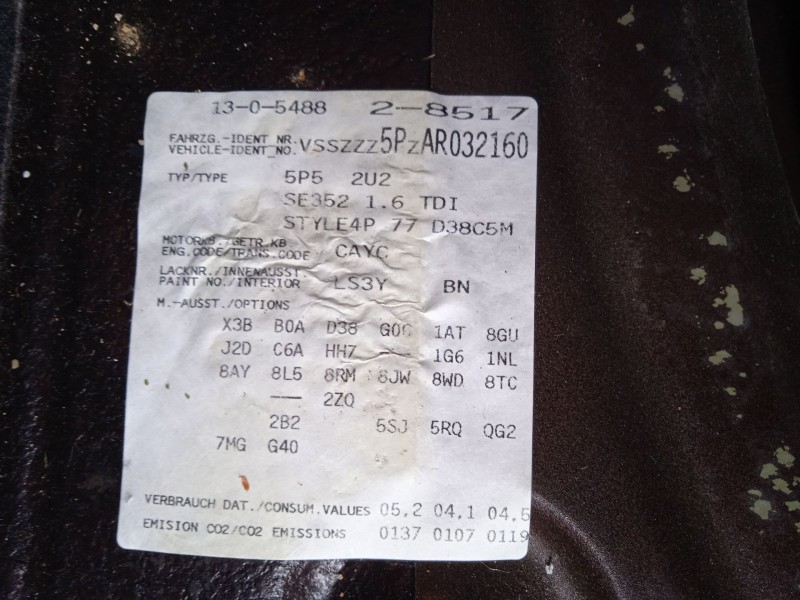 13-0-5488 2-8517
FAHRZG.-IDENT NR.
VEHICLE-IDENT_NO. VSSZZZ5PZAR032160
TYP/TYPE 5P5 2U2
SE352 1.6 TDI
STYLE4P 77 D38C5M
MOTORKB./GETR.KB
ENG.CODE/TRANS.CODE CAYC
LACKNR./INNENAUSST.
PAINT NO./INTERIOR LS3Y BN
M.-AUSST./OPTIONS
X3B B0A D38 G0C 1AT 8GU
J2D C6A HH7 1G6 1NL
8AY 8L5 8RM 8JW 8WD 8TC
--- 2ZQ
2B2 5SJ 5RQ QG2
7MG G40
VERBRAUCH DAT./CONSUM.VALUES 05,2 04,1 04,5
EMISION CO2/CO2 EMISSIONS 0137 0107 0119